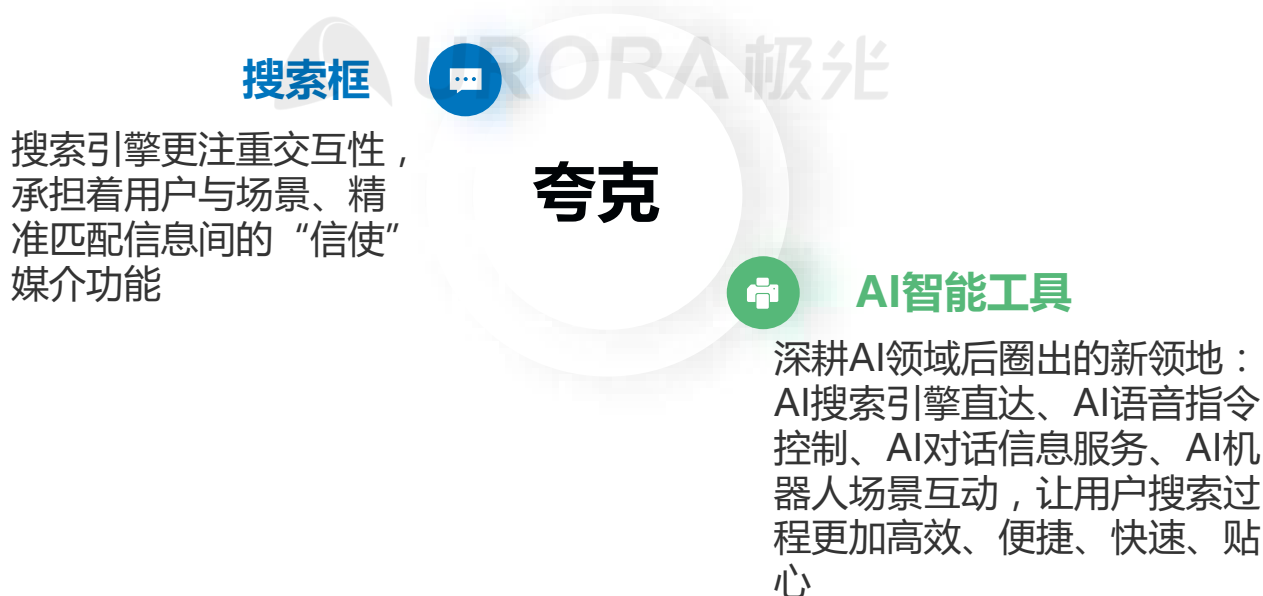 URORA极光
搜索框
搜索引擎更注重交互性，
承担着用户与场景、精
准匹配信息间的“信使”
媒介功能
夸克
AI智能工具
深耕AI领域后圈出的新领地：
AI搜索引擎直达、AI语音指令
控制、AI对话信息服务、AI机
器人场景互动，让用户搜索过
程更加高效、便捷、快速、贴
心